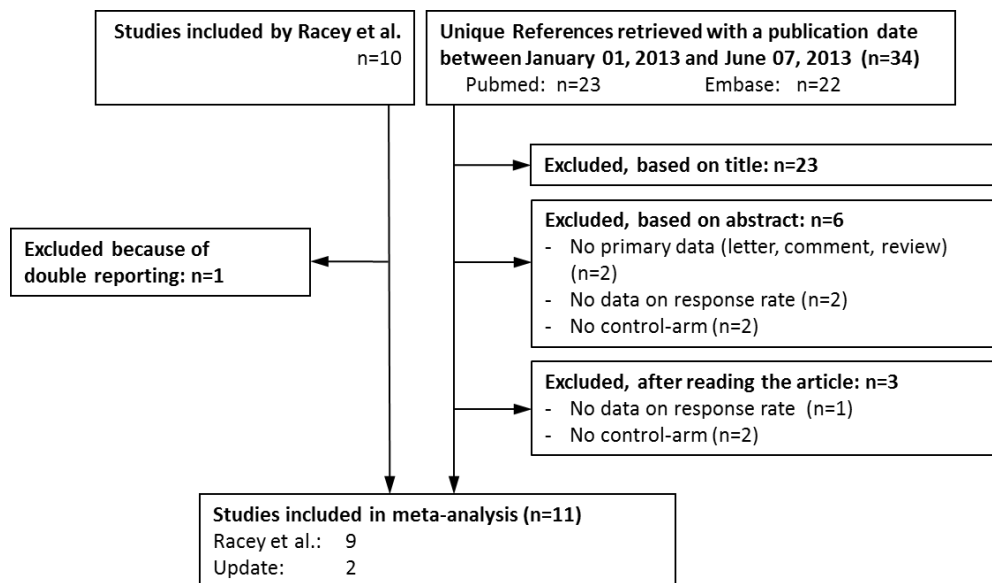 Studies included by Racey et al.
n=10
Unique References retrieved with a publication date
between January 01, 2013 and June 07, 2013 (n=34)
Pubmed: n=23 Embase: n=22
Excluded, based on title: n=23
Excluded, based on abstract: n=6
- No primary data (letter, comment, review)
(n=2)
- No data on response rate (n=2)
- No control-arm (n=2)
Excluded because of
double reporting: n=1
Excluded, after reading the article: n=3
- No data on response rate (n=1)
- No control-arm (n=2)
Studies included in meta-analysis (n=11)
Racey et al.: 9
Update: 2